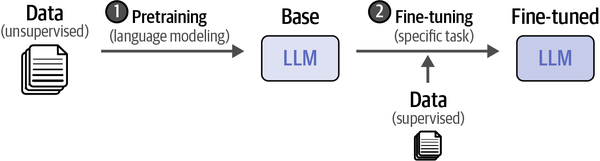 Data
(unsupervised)
1 Pretraining
(language modeling)
Base
LLM
2 Fine-tuning
(specific task)
Data
(supervised)
Fine-tuned
LLM